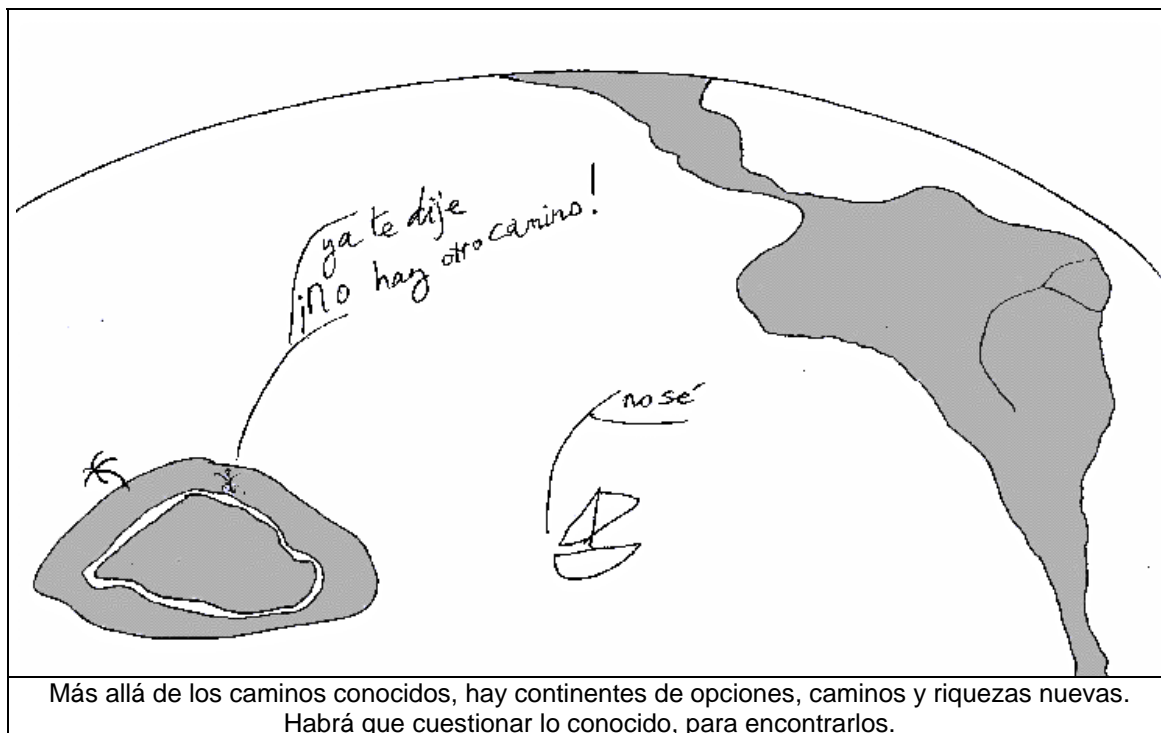 ya te dije
¡No hay otro camino!
no sé
Más allá de los caminos conocidos, hay continentes de opciones, caminos y riquezas nuevas.
Habrá que cuestionar lo conocido, para encontrarlos.